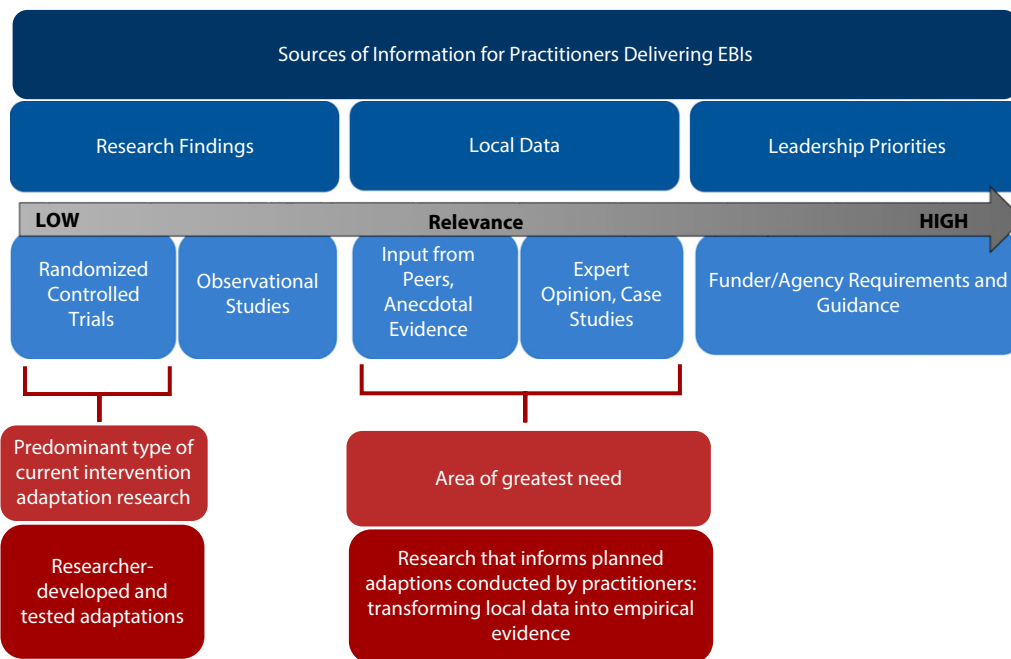 Sources of Information for Practitioners Delivering EBIs
Research Findings
Local Data
Leadership Priorities
LOW
Relevance
HIGH
Randomized
Controlled
Trials
Observational
Studies
Input from
Peers,
Anecdotal
Evidence
Expert
Opinion, Case
Studies
Funder/Agency Requirements and
Guidance
Predominant type of
current intervention
adaptation research
Area of greatest need
Researcher-
developed and
tested adaptations
Research that informs planned
adaptions conducted by practitioners:
transforming local data into empirical
evidence